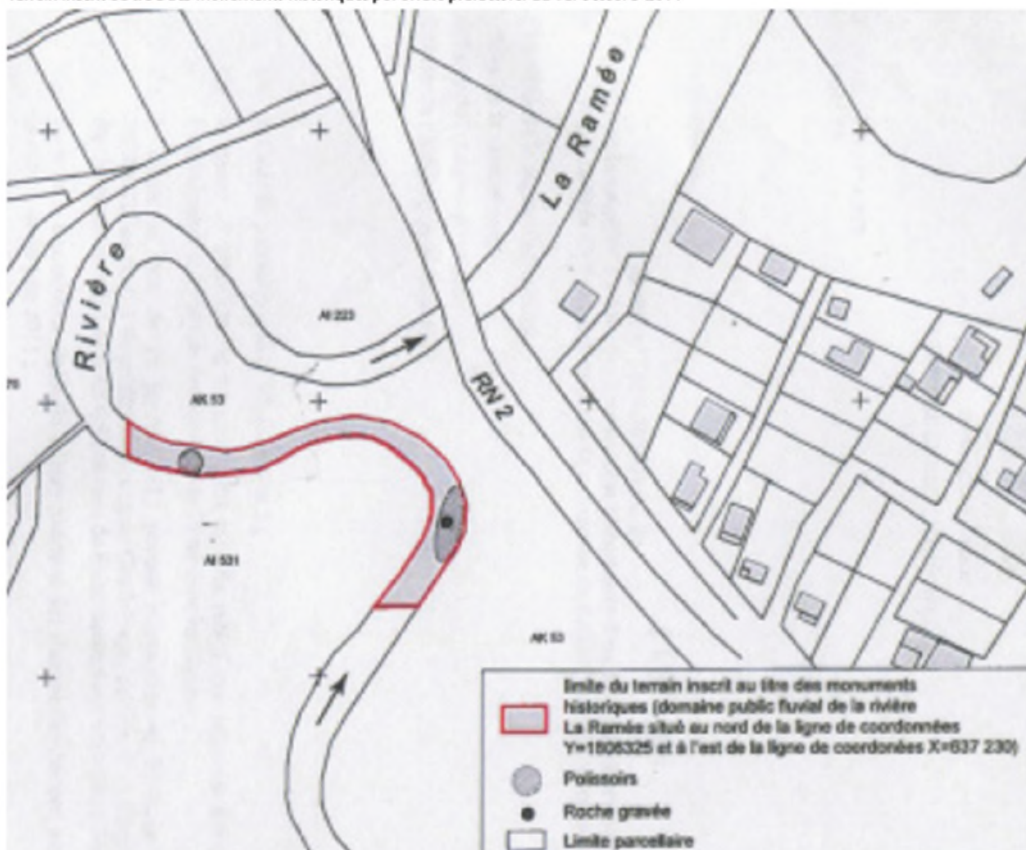 La Ramée
Rivière
AI 223
AK 53
RN 2
AI 531
AK 53
limite du terrain inscrit au titre des monuments
historiques (domaine public fluvial de la rivière
La Ramée situé au nord de la ligne de coordonnées
Y=1806325 et à l'est de la ligne de coordonées X=637 230)
Polissoirs
Roche gravée
Limite parcellaire